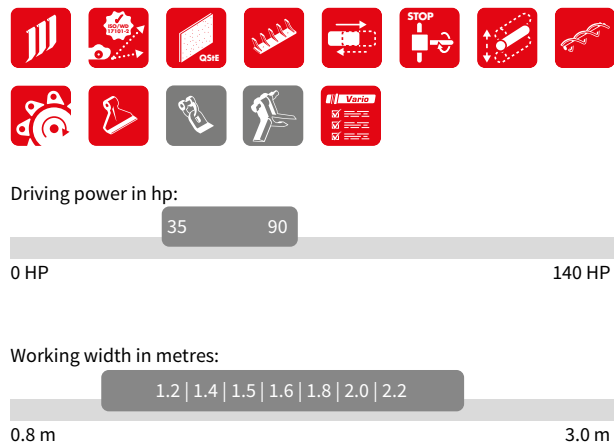 ISO/WD
17101-2
QStE
STOP
Vario
Driving power in hp:
35 90
0 HP 140 HP
Working width in metres:
1.2 | 1.4 | 1.5 | 1.6 | 1.8 | 2.0 | 2.2
0.8 m 3.0 m